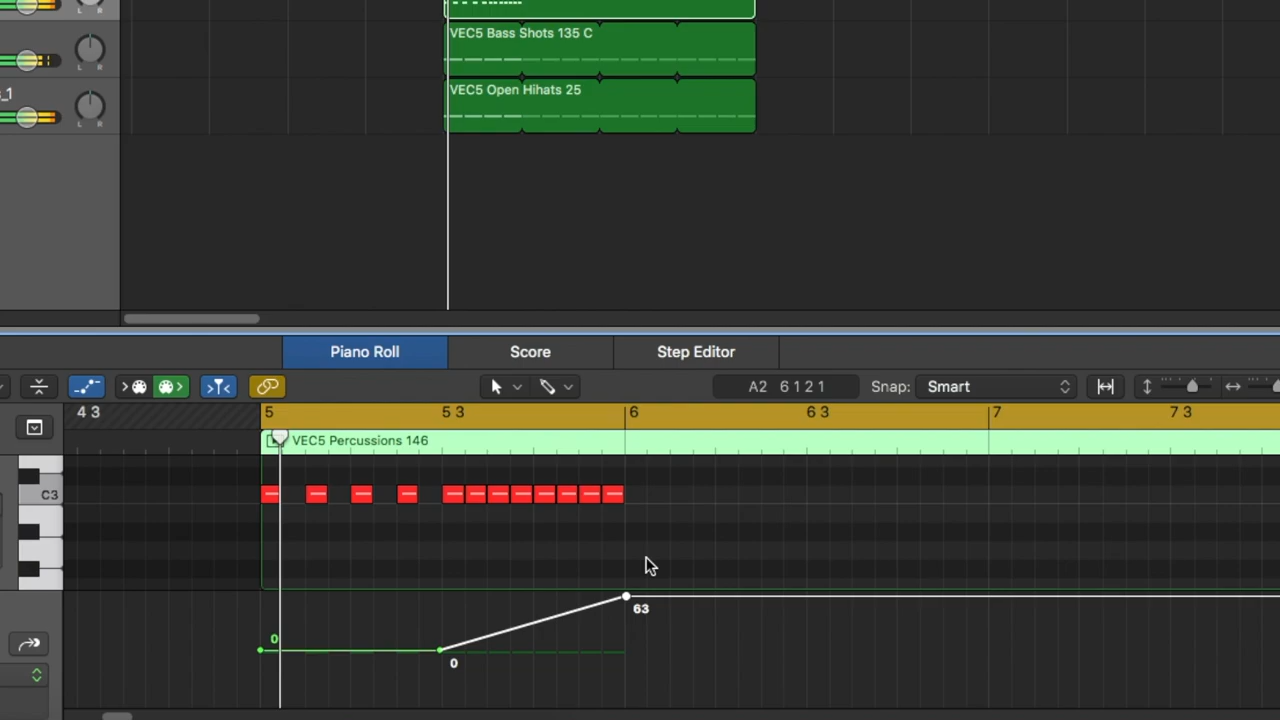 VEC5 Bass Shots 135 C
L R
_1
VEC5 Open Hihats 25
L R
Piano Roll Score Step Editor
A2 6 1 2 1 Snap: Smart
4 3 5 5 3 6 6 3 7 7 3
VEC5 Percussions 146
C3
63
0
0